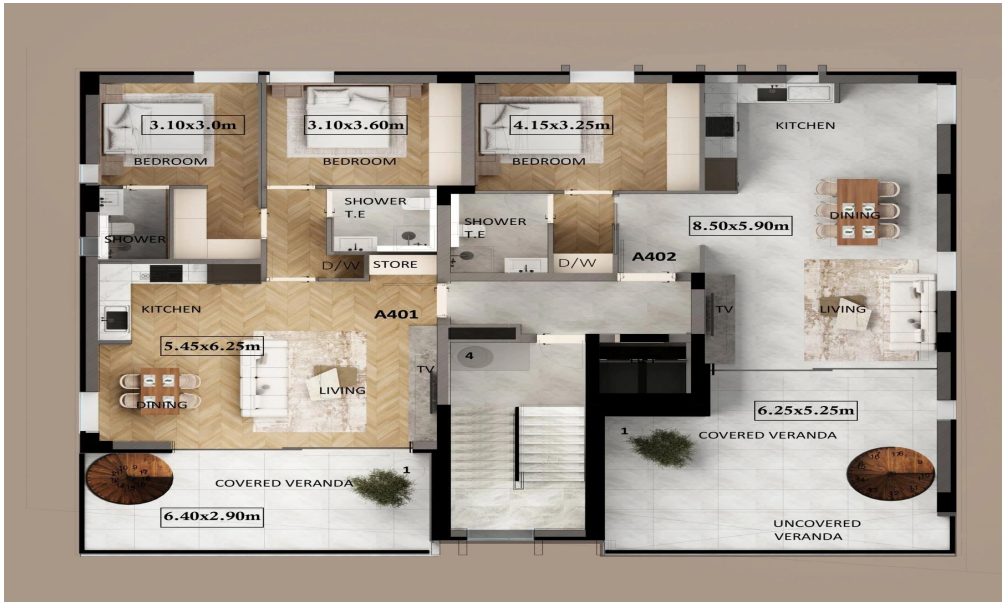 3.10x3.0m
BEDROOM
3.10x3.60m
BEDROOM
4.15x3.25m
BEDROOM
KITCHEN
SHOWER
SHOWER
T.E
SHOWER
T.E
8.50x5.90m
DINING
D/W
STORE
D/W
A402
KITCHEN
A401
TV
LIVING
5.45x6.25m
4
TV
LIVING
DINING
6.25x5.25m
1
COVERED VERANDA
1
COVERED VERANDA
6.40x2.90m
UNCOVERED
VERANDA